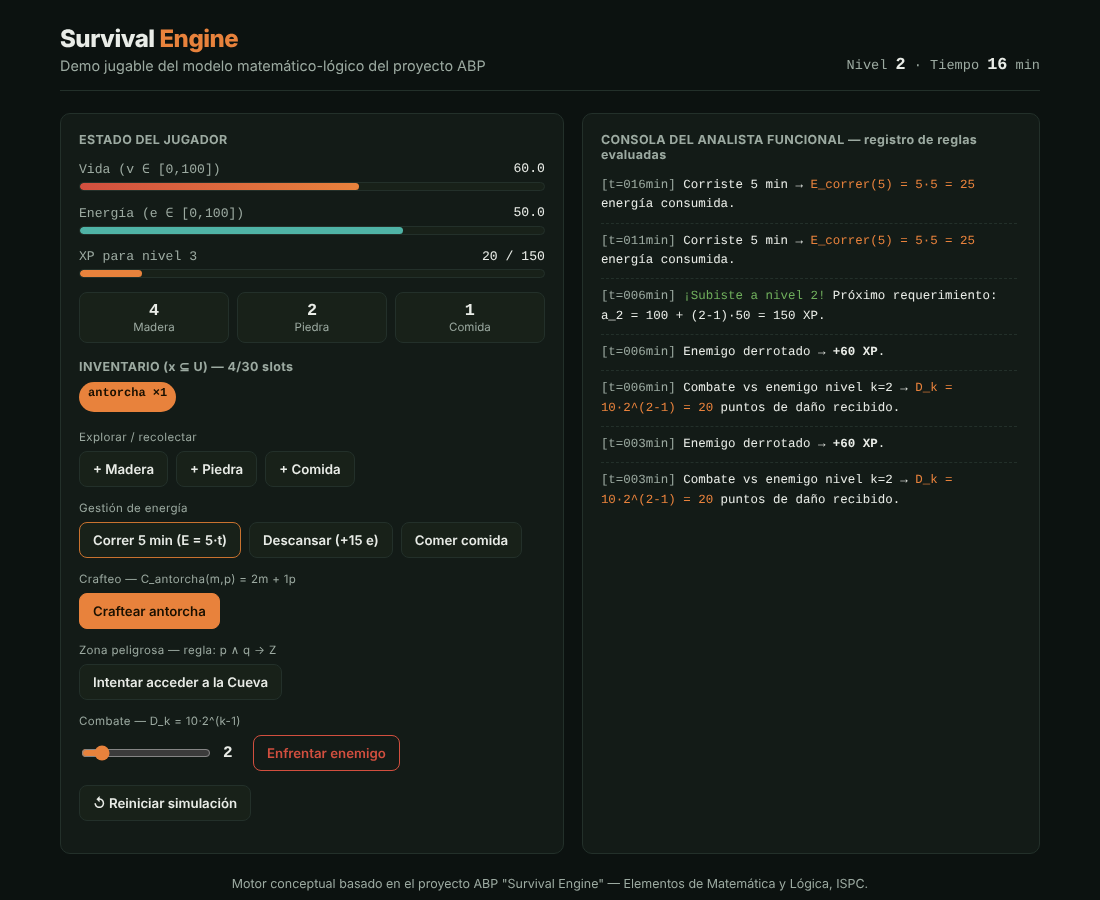 Survival Engine
Demo jugable del modelo matemático-lógico del proyecto ABP
Nivel 2 · Tiempo 16 min
ESTADO DEL JUGADOR
Vida (v ∈ [0,100]) 60.0
Energía (e ∈ [0,100]) 50.0
XP para nivel 3 20 / 150
4 2 1
Madera Piedra Comida
INVENTARIO (x ⊆ U) — 4/30 slots
antorcha ×1
Explorar / recolectar
+ Madera + Piedra + Comida
Gestión de energía
Correr 5 min (E = 5·t) Descansar (+15 e) Comer comida
Crafteo — C_antorcha(m,p) = 2m + 1p
Craftear antorcha
Zona peligrosa — regla: p ∧ q → Z
Intentar acceder a la Cueva
Combate — D_k = 10·2^(k-1)
2 Enfrentar enemigo
↺ Reiniciar simulación
CONSOLA DEL ANALISTA FUNCIONAL — registro de reglas
evaluadas
[t=016min] Corriste 5 min → E_correr(5) = 5·5 = 25
energía consumida.
[t=011min] Corriste 5 min → E_correr(5) = 5·5 = 25
energía consumida.
[t=006min] ¡Subiste a nivel 2! Próximo requerimiento:
a_2 = 100 + (2-1)·50 = 150 XP.
[t=006min] Enemigo derrotado → +60 XP.
[t=006min] Combate vs enemigo nivel k=2 → D_k =
10·2^(2-1) = 20 puntos de daño recibido.
[t=003min] Enemigo derrotado → +60 XP.
[t=003min] Combate vs enemigo nivel k=2 → D_k =
10·2^(2-1) = 20 puntos de daño recibido.
Motor conceptual basado en el proyecto ABP "Survival Engine" — Elementos de Matemática y Lógica, ISPC.